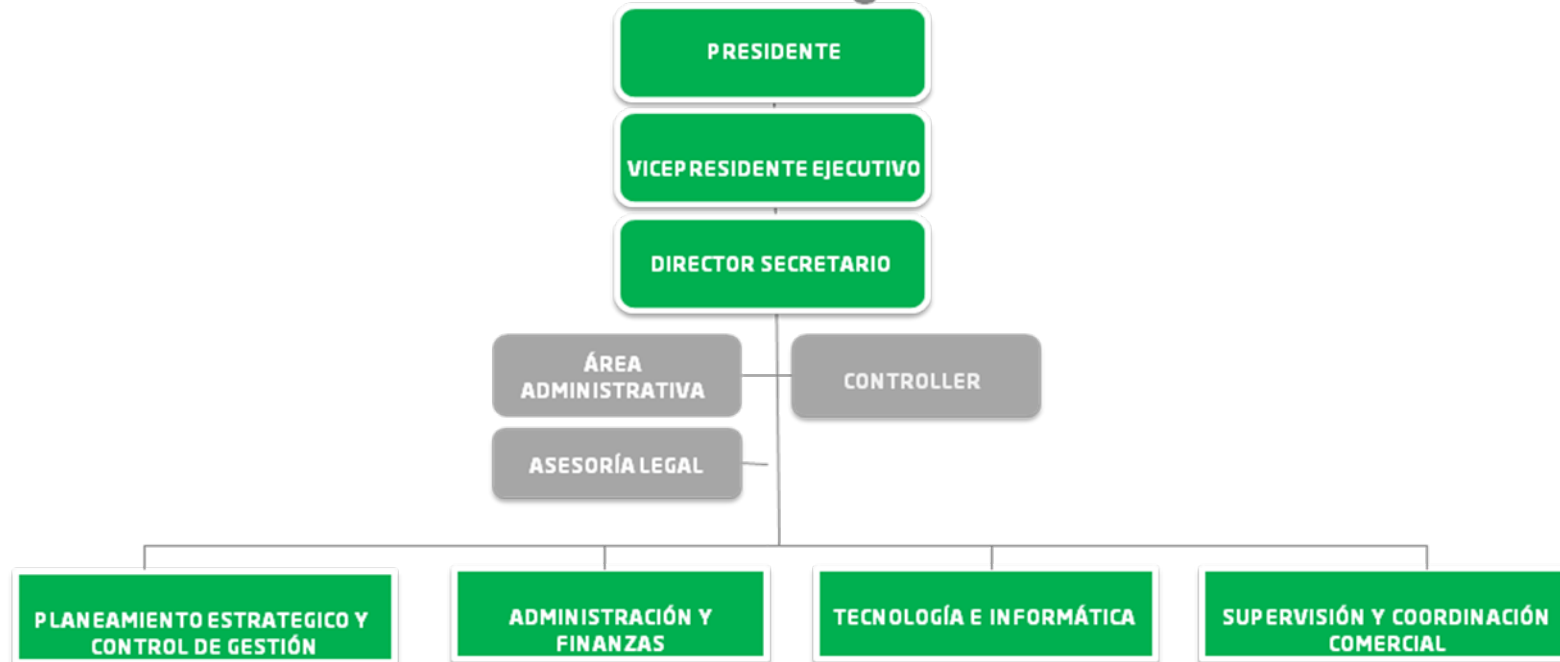 PRESIDENTE
VICEPRESIDENTE EJECUTIVO
DIRECTOR SECRETARIO
ÁREA
ADMINISTRATIVA
CONTROLLER
ASESORÍA LEGAL
PLANEAMIENTO ESTRATEGICO Y
CONTROL DE GESTIÓN
ADMINISTRACIÓN Y
FINANZAS
TECNOLOGÍA E INFORMÁTICA
SUPERVISIÓN Y COORDINACIÓN
COMERCIAL